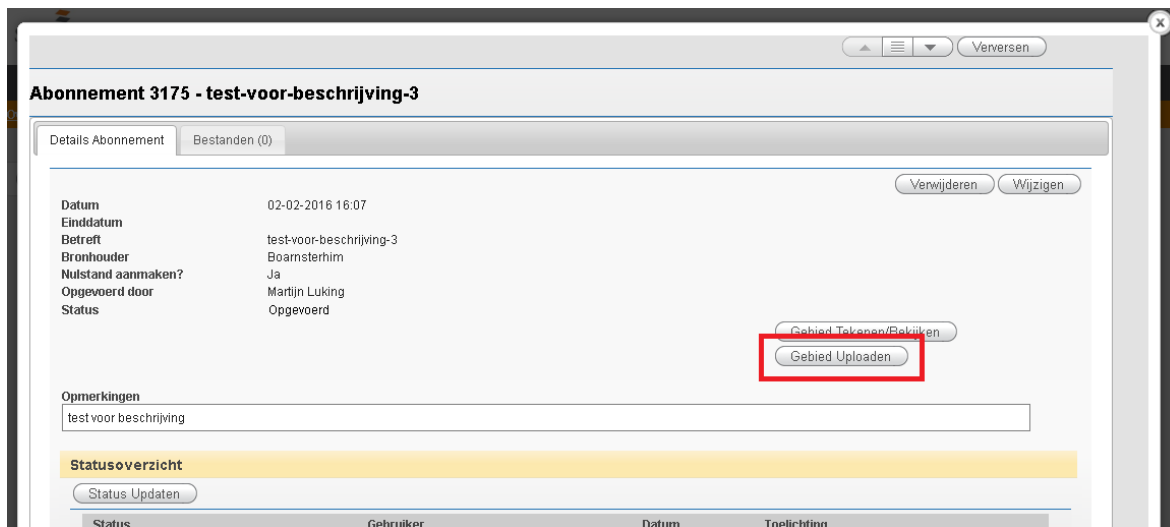 Verversen
Abonnement 3175 - test-voor-beschrijving-3
Details Abonnement Bestanden (0)
Verwijderen Wijzigen
Datum 02-02-2016 16:07
Einddatum
Betreft test-voor-beschrijving-3
Bronhouder Boarnsterhim
Nulstand aanmaken? Ja
Opgevoerd door Martijn Luking
Status Opgevoerd
Gebied Tekenen/Bekijken
Gebied Uploaden
Opmerkingen
test voor beschrijving
Statusoverzicht
Status Updaten
Status Gebruiker Datum Toelichting